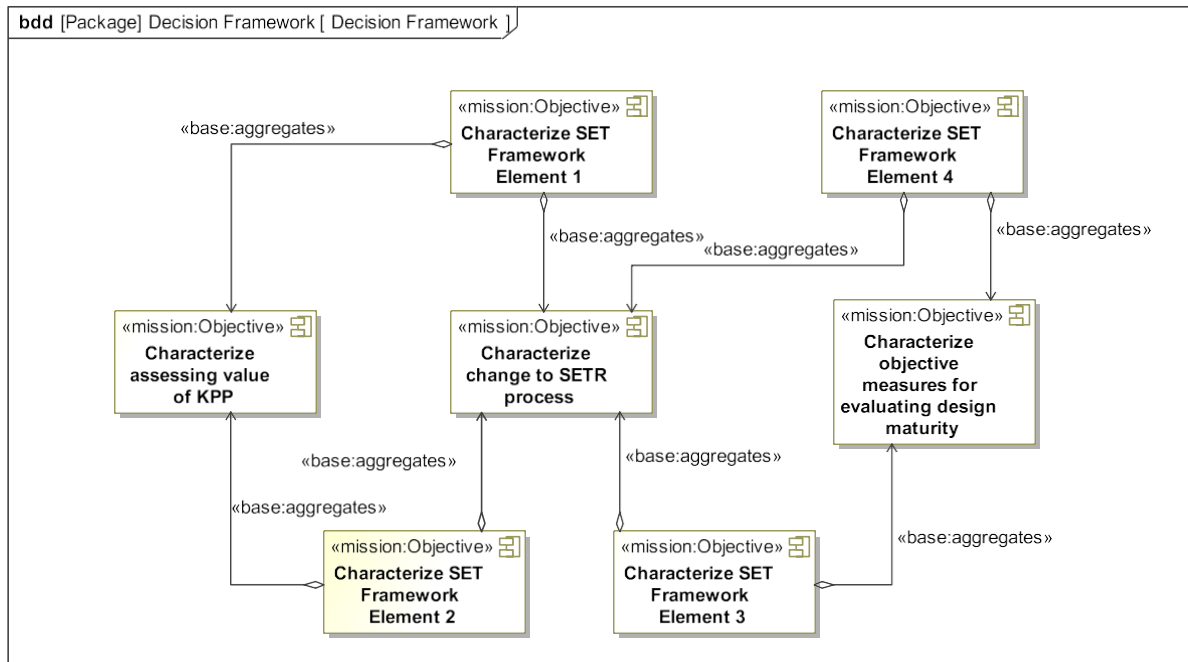 bdd [Package] Decision Framework [ Decision Framework ]
«mission:Objective»
Characterize SET
Framework
Element 1
«mission:Objective»
Characterize SET
Framework
Element 4
«base:aggregates»
«base:aggregates»
«base:aggregates»
«base:aggregates»
«mission:Objective»
Characterize
assessing value
of KPP
«mission:Objective»
Characterize
change to SETR
process
«mission:Objective»
Characterize
objective
measures for
evaluating design
maturity
«base:aggregates»
«base:aggregates»
«base:aggregates»
«base:aggregates»
«mission:Objective»
Characterize SET
Framework
Element 2
«mission:Objective»
Characterize SET
Framework
Element 3